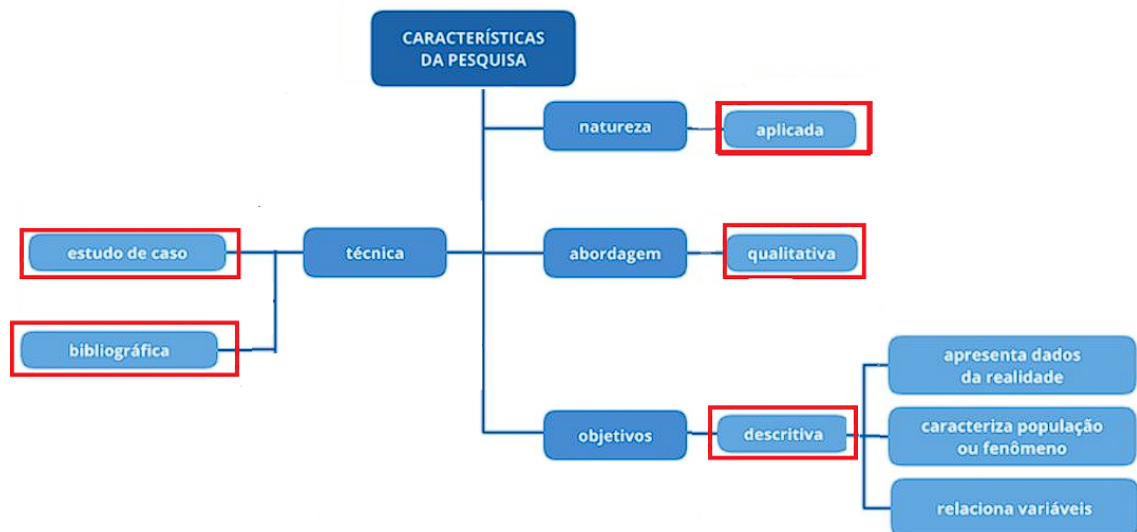 CARACTERÍSTICAS
DA PESQUISA
natureza
aplicada
estudo de caso
técnica
abordagem
qualitativa
bibliográfica
apresenta dados
da realidade
objetivos
descritiva
caracteriza população
ou fenômeno
relaciona variáveis